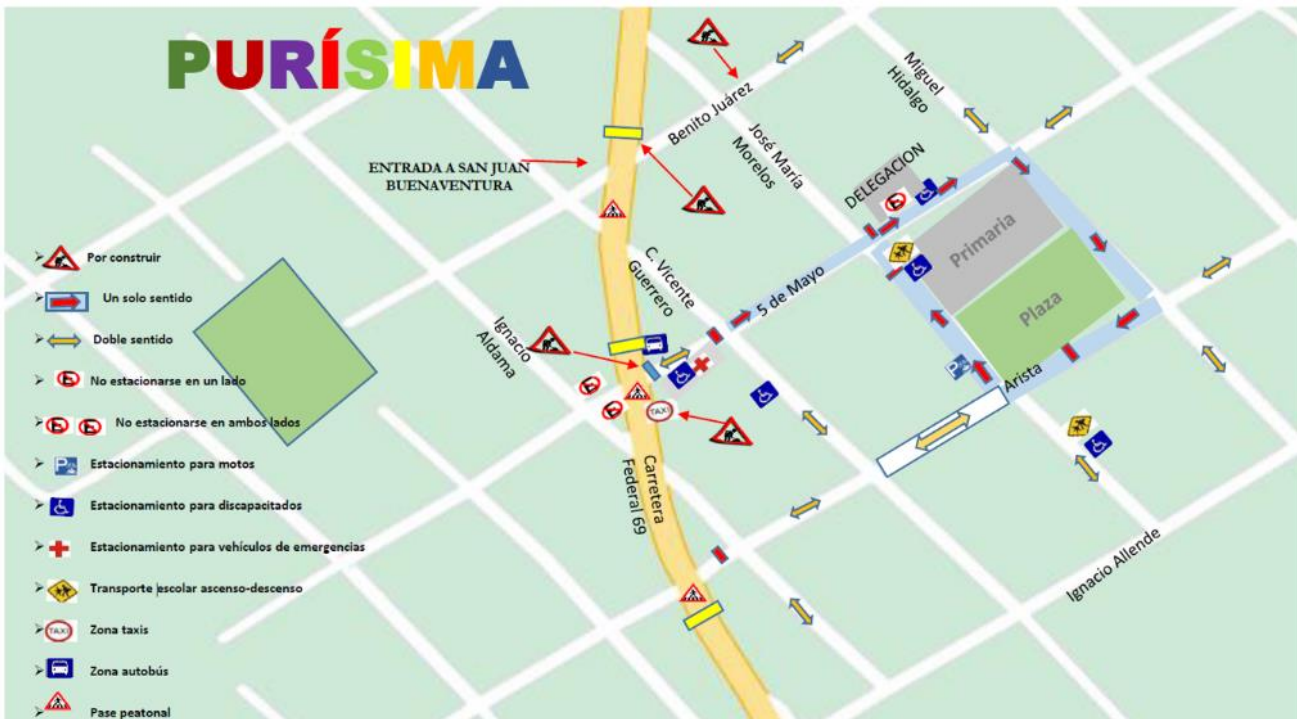 PURÍSIMA
ENTRADA A SAN JUAN
BUENAVENTURA
Benito Juárez
José María
Morelos
Miguel
Hidalgo
DELEGACION
Primaria
Plaza
5 de Mayo
C. Vicente
Guerrero
Ignacio
Aldama
TAXI
Carretera
Federal 69
Arista
Ignacio Allende
Por construir
Un solo sentido
Doble sentido
No estacionarse en un lado
No estacionarse en ambos lados
Estacionamiento para motos
Estacionamiento para discapacitados
Estacionamiento para vehículos de emergencias
Transporte escolar ascenso-descenso
TAXI Zona taxis
Zona autobús
Pase peatonal